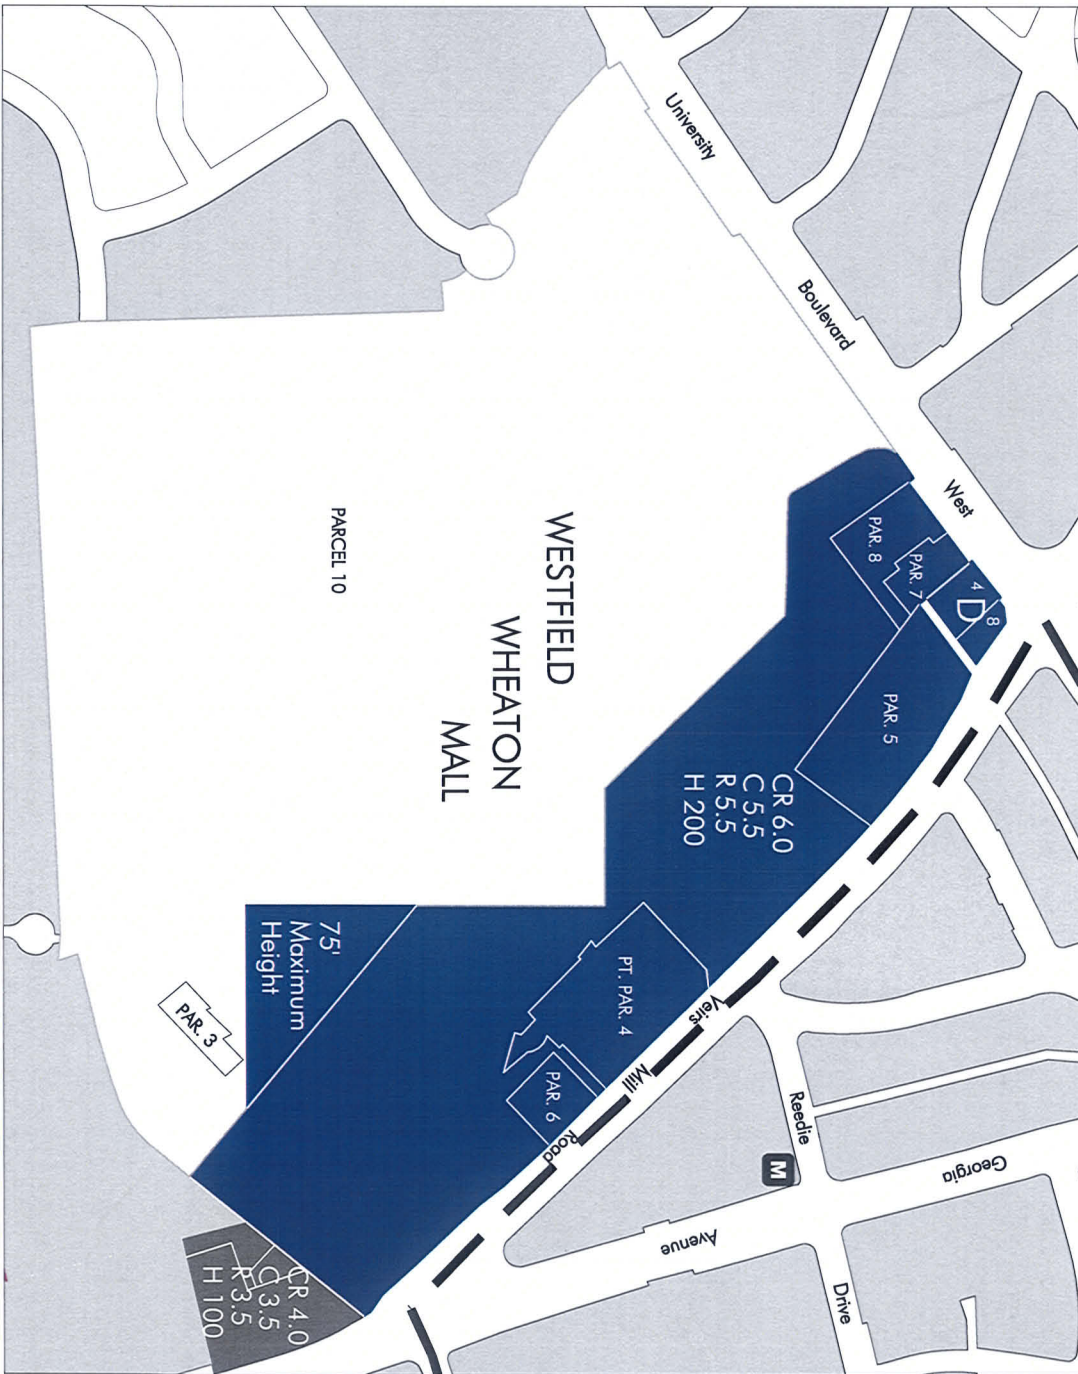 University
Boulevard
West
PAR. 8
PAR. 7
4
D
8
PAR. 5
CR 6.0
C 5.5
R 5.5
H 200
WESTFIELD
WHEATON
MALL
PARCEL 10
75'
Maximum
Height
PAR. 3
PT. PAR. 4
PAR. 6
Veirs
Mill
Road
Reedie
Drive
Georgia
Avenue
M
CR 4.0
C 3.5
R 3.5
H 100